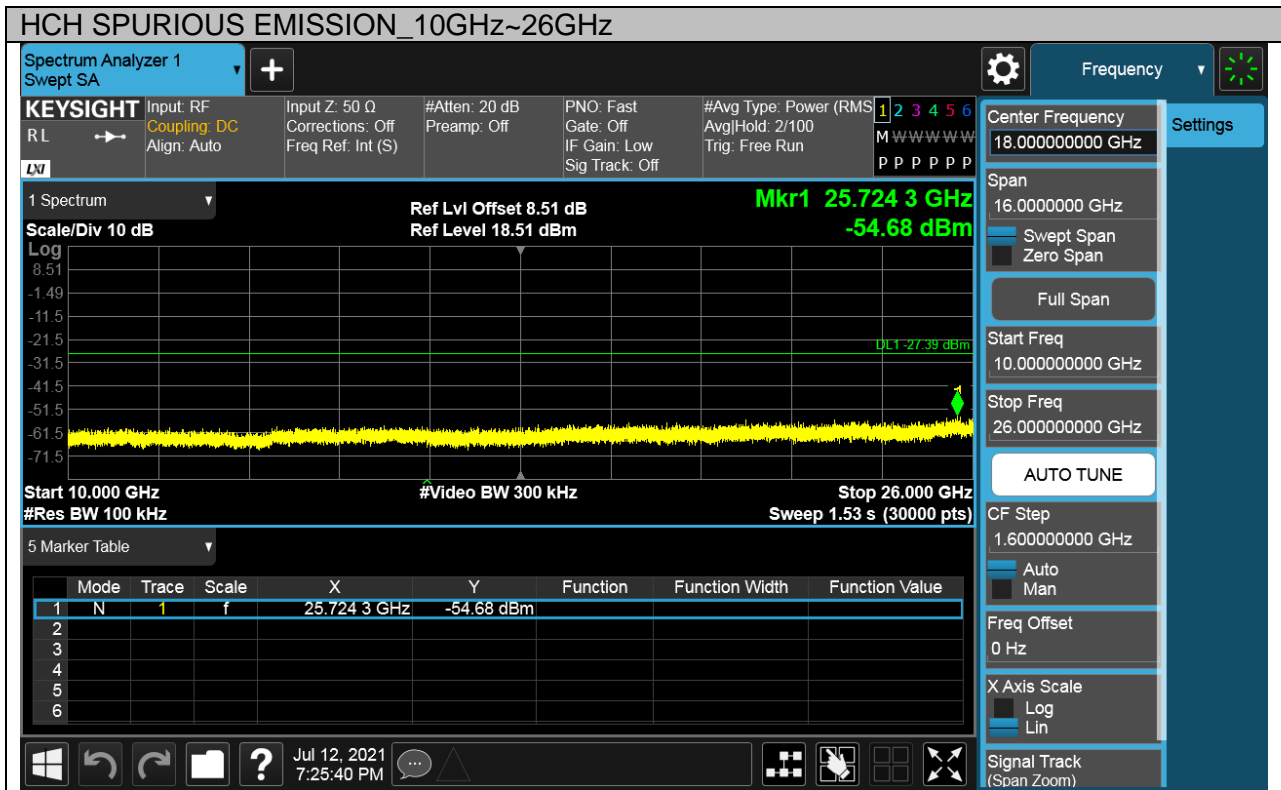 HCH SPURIOUS EMISSION_10GHz~26GHz
Spectrum Analyzer 1
Swept SA
Frequency
KEYSIGHT
RL
LXI
Input: RF
Coupling: DC
Align: Auto
Input Z: 50 Ω
Corrections: Off
Freq Ref: Int (S)
#Atten: 20 dB
Preamp: Off
PNO: Fast
Gate: Off
IF Gain: Low
Sig Track: Off
#Avg Type: Power (RMS
Avg|Hold: 2/100
Trig: Free Run
1 2 3 4 5 6
M W W W W W
P P P P P P
1 Spectrum
Scale/Div 10 dB
Ref Lvl Offset 8.51 dB
Ref Level 18.51 dBm
Mkr1 25.724 3 GHz
-54.68 dBm
Log
8.51
-1.49
-11.5
-21.5
-31.5
-41.5
-51.5
-61.5
-71.5
DL1 -27.39 dBm
1
Start 10.000 GHz
#Res BW 100 kHz
#Video BW 300 kHz
Stop 26.000 GHz
Sweep 1.53 s (30000 pts)
5 Marker Table
Mode Trace Scale X Y Function Function Width Function Value
1 N 1 f 25.724 3 GHz -54.68 dBm
2
3
4
5
6
?
Jul 12, 2021
7:25:40 PM
Center Frequency
18.000000000 GHz
Settings
Span
16.0000000 GHz
Swept Span
Zero Span
Full Span
Start Freq
10.000000000 GHz
Stop Freq
26.000000000 GHz
AUTO TUNE
CF Step
1.600000000 GHz
Auto
Man
Freq Offset
0 Hz
X Axis Scale
Log
Lin
Signal Track
(Span Zoom)